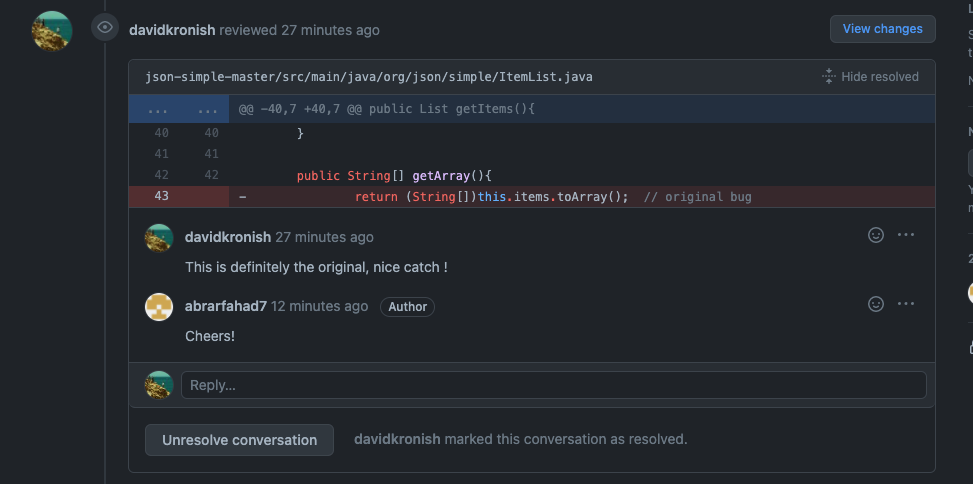 davidkronish reviewed 27 minutes ago
View changes
json-simple-master/src/main/java/org/json/simple/ItemList.java
Hide resolved
... ... @@ -40,7 +40,7 @@ public List getItems(){
40 40 }
41 41
42 42 public String[] getArray(){
43 - return (String[])this.items.toArray(); // original bug
davidkronish 27 minutes ago
This is definitely the original, nice catch !
abrarfahad7 12 minutes ago Author
Cheers!
Reply...
Unresolve conversation
davidkronish marked this conversation as resolved.